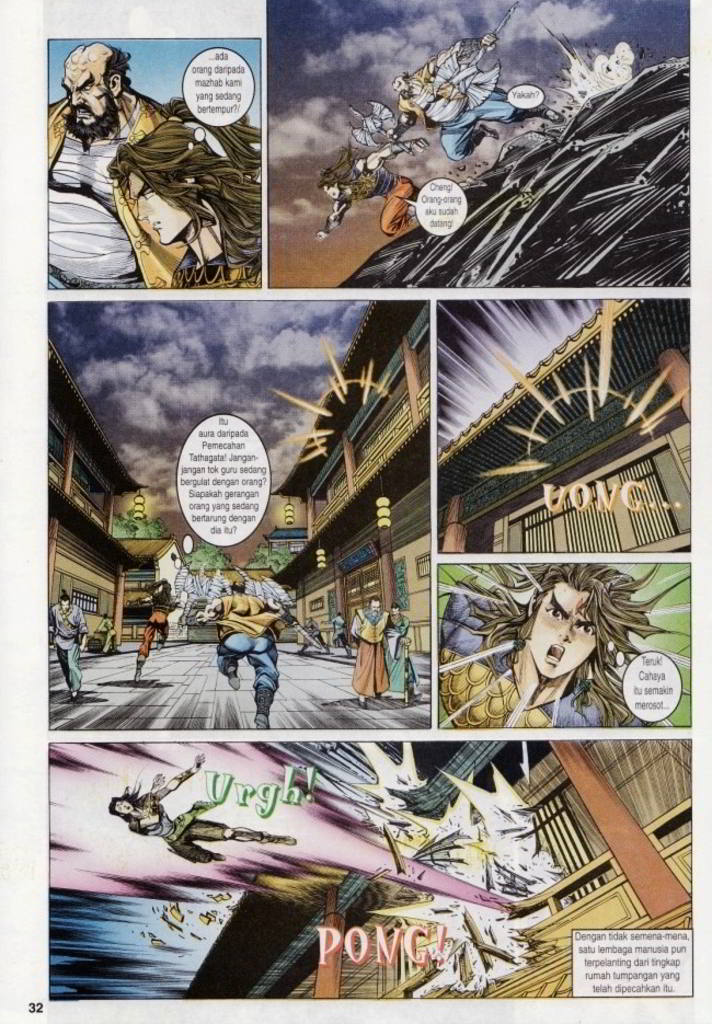 ...ada
orang daripada
mazhab kami
yang sedang
bertempur?/
Yakah?
Cheng!
Orang-orang
aku sudah
datang!
Itu
aura daripada
Pemecahan
Tathagata! Jangan-
jangan tok guru sedang
bergulat dengan orang?
Siapakah gerangan
orang yang sedang
bertarung dengan
dia itu?
UONG...
Teruk!
Cahaya
itu semakin
merosot...
Urgh!
PONG!
Dengan tidak semena-mena,
satu lembaga manusia pun
terpelanting dari tingkap
rumah tumpangan yang
telah dipecahkan itu.
32